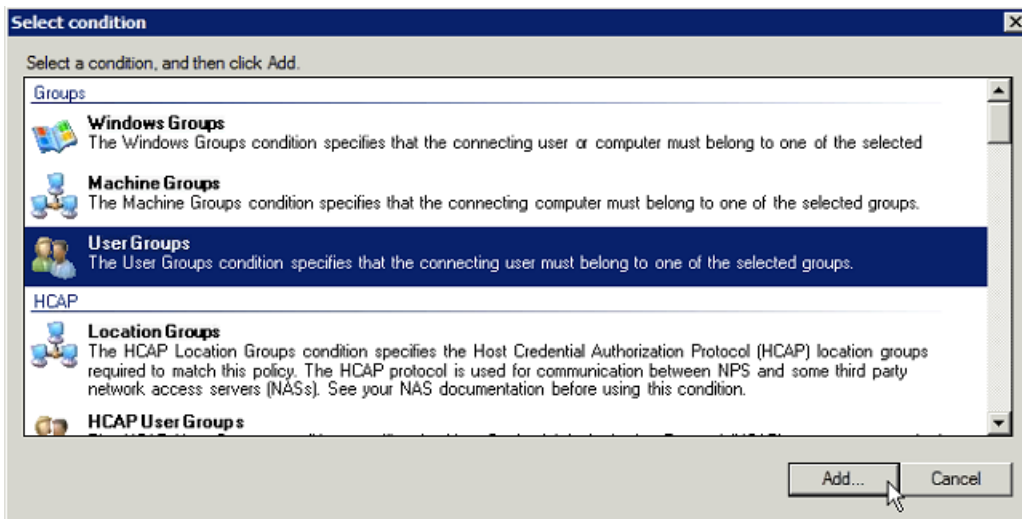 Select condition
Select a condition, and then click Add.
Groups
Windows Groups
The Windows Groups condition specifies that the connecting user or computer must belong to one of the selected
Machine Groups
The Machine Groups condition specifies that the connecting computer must belong to one of the selected groups.
User Groups
The User Groups condition specifies that the connecting user must belong to one of the selected groups.
HCAP
Location Groups
The HCAP Location Groups condition specifies the Host Credential Authorization Protocol (HCAP) location groups
required to match this policy. The HCAP protocol is used for communication between NPS and some third party
network access servers (NASs). See your NAS documentation before using this condition.
HCAP User Groups
Add...
Cancel